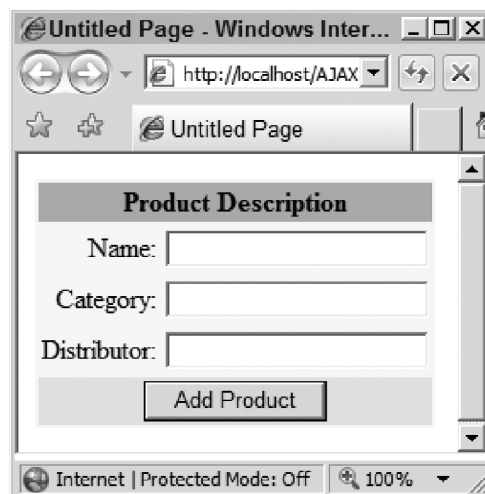 Untitled Page - Windows Inter...
http://localhost/AJAX
Untitled Page
Product Description
Name:
Category:
Distributor:
Add Product
Internet | Protected Mode: Off 100%